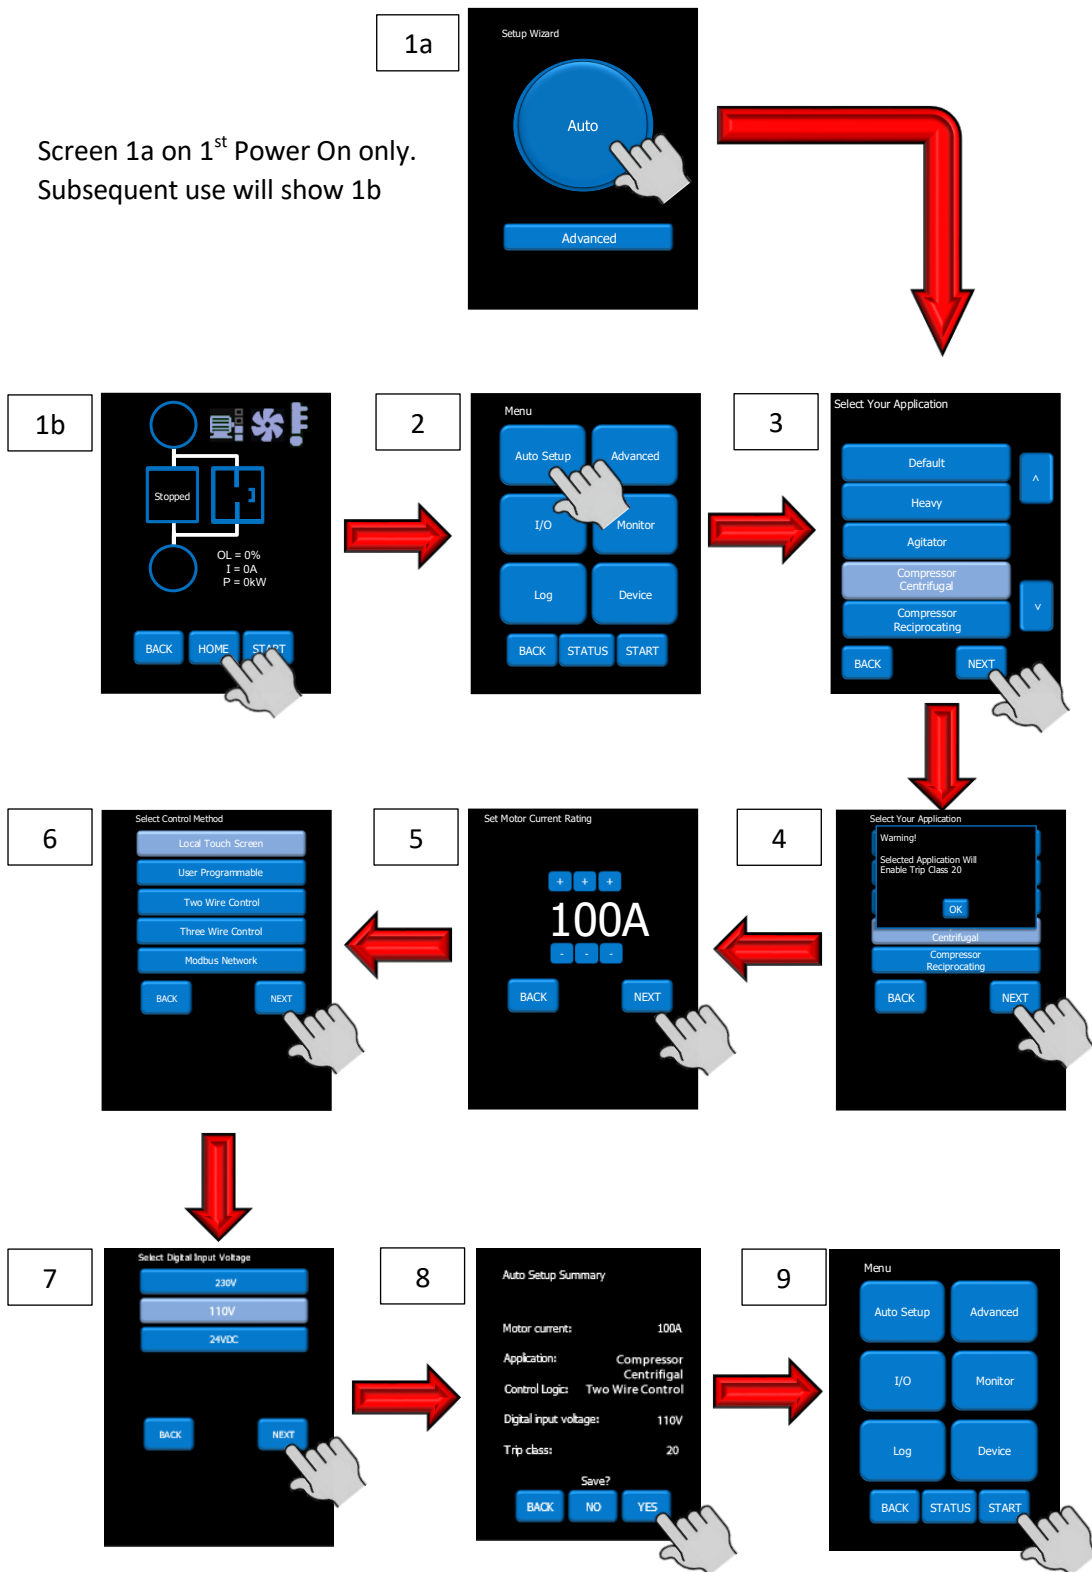 1a
Setup Wizard
Auto
Advanced
Screen 1a on 1st Power On only.
Subsequent use will show 1b
1b
Stopped
OL = 0%
I = 0A
P = 0kW
BACK HOME START
2
Menu
Auto Setup Advanced
I/O Monitor
Log Device
BACK STATUS START
3
Select Your Application
Default
^
Heavy
Agitator
Compressor
Centrifugal
v
Compressor
Reciprocating
BACK NEXT
6
Select Control Method
Local Touch Screen
User Programmable
Two Wire Control
Three Wire Control
Modbus Network
BACK NEXT
5
Set Motor Current Rating
+ + +
100A
- - -
BACK NEXT
4
Select Your Application
Warning!
Selected Application Will
Enable Trip Class 20
OK
Centrifugal
Compressor
Reciprocating
BACK NEXT
7
Select Digital Input Voltage
230V
110V
24VDC
BACK NEXT
8
Auto Setup Summary
Motor current: 100A
Application: Compressor
Centrifigal
Control Logic: Two Wire Control
Digital input voltage: 110V
Trip class: 20
Save?
BACK NO YES
9
Menu
Auto Setup Advanced
I/O Monitor
Log Device
BACK STATUS START